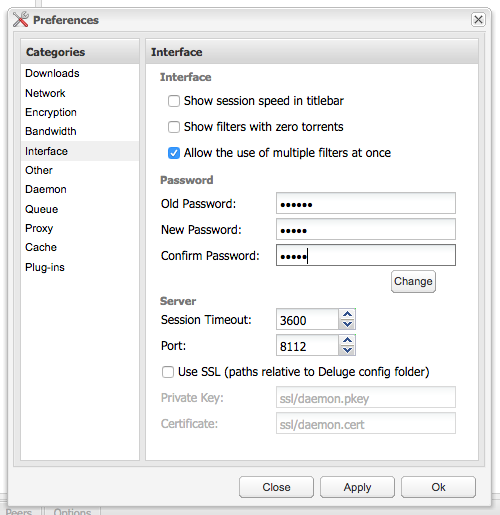 Preferences
Categories
Downloads
Network
Encryption
Bandwidth
Interface
Other
Daemon
Queue
Proxy
Cache
Plug-ins
Interface
Interface
Show session speed in titlebar
Show filters with zero torrents
Allow the use of multiple filters at once
Password
Old Password: ••••••
New Password: •••••
Confirm Password: •••••
Change
Server
Session Timeout: 3600
Port: 8112
Use SSL (paths relative to Deluge config folder)
Private Key: ssl/daemon.pkey
Certificate: ssl/daemon.cert
Close Apply Ok
Peers Options